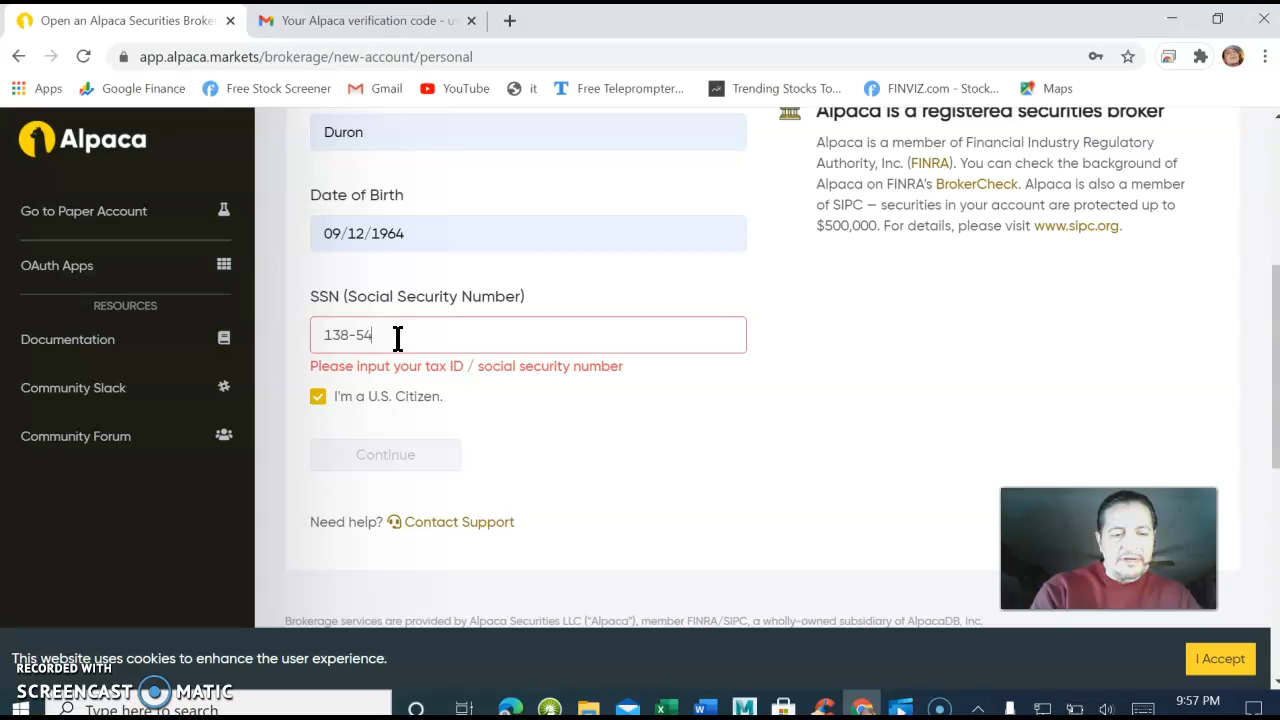 Open an Alpaca Securities Broke
Your Alpaca verification code - u
app.alpaca.markets/brokerage/new-account/personal
Apps Google Finance Free Stock Screener Gmail YouTube it Free Teleprompter... Trending Stocks To... FINVIZ.com - Stock... Maps
Alpaca
Go to Paper Account
OAuth Apps
RESOURCES
Documentation
Community Slack
Community Forum
Duron
Date of Birth
09/12/1964
SSN (Social Security Number)
138-54
Please input your tax ID / social security number
I'm a U.S. Citizen.
Continue
Need help? Contact Support
Alpaca is a registered securities broker
Alpaca is a member of Financial Industry Regulatory
Authority, Inc. (FINRA). You can check the background of
Alpaca on FINRA's BrokerCheck. Alpaca is also a member
of SIPC — securities in your account are protected up to
$500,000. For details, please visit www.sipc.org.
Brokerage services are provided by Alpaca Securities LLC ("Alpaca"), member FINRA/SIPC, a wholly-owned subsidiary of AlpacaDB, Inc.
This website uses cookies to enhance the user experience.
I Accept
RECORDED WITH
SCREENCAST MATIC
Type here to search
9:57 PM